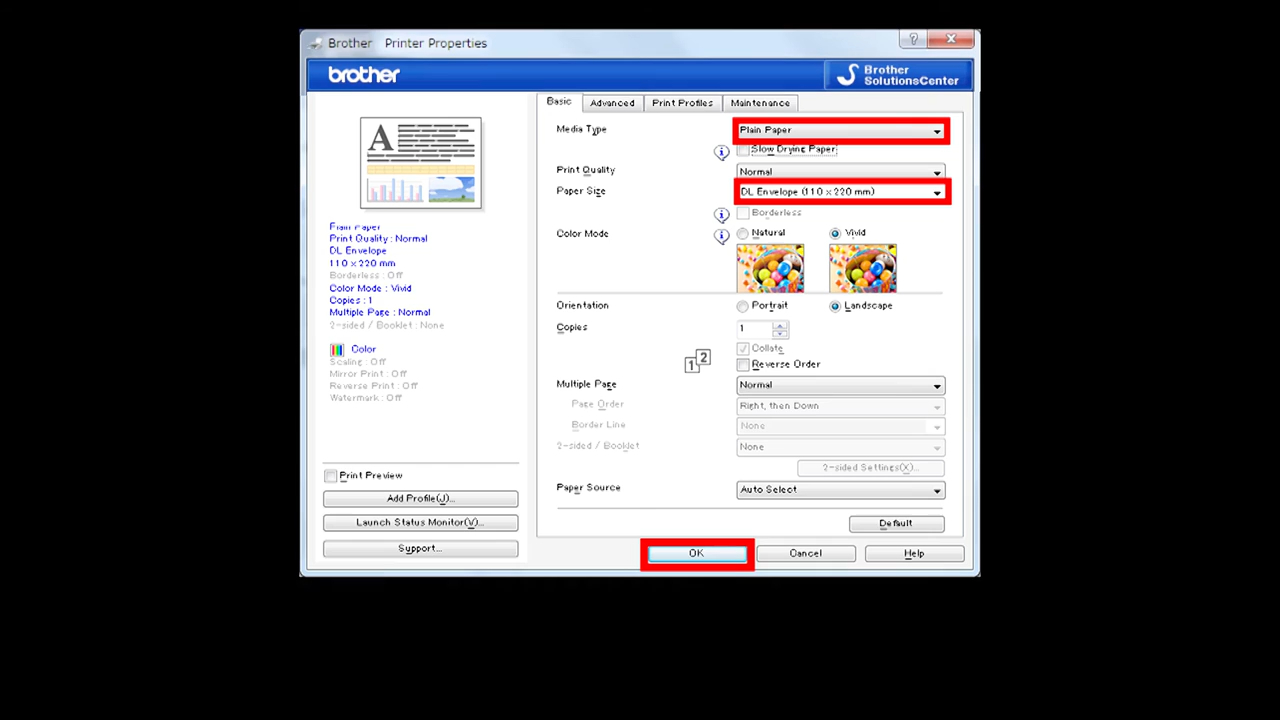 Brother Printer Properties
?
brother
Brother
SolutionsCenter
Basic
Advanced
Print Profiles
Maintenance
A
Plain Paper
Print Quality : Normal
DL Envelope
110 x 220 mm
Borderless : Off
Color Mode : Vivid
Copies : 1
Multiple Page : Normal
2-sided / Booklet : None
Color
Scaling : Off
Mirror Print : Off
Reverse Print : Off
Watermark : Off
Print Preview
Add Profile(J)...
Launch Status Monitor(V)...
Support...
Media Type
Plain Paper
Slow Drying Paper
Print Quality
Normal
Paper Size
DL Envelope (110 x 220 mm)
Borderless
Color Mode
Natural
Vivid
Orientation
Portrait
Landscape
Copies
1
Collate
1 2
Reverse Order
Multiple Page
Normal
Page Order
Right, then Down
Border Line
None
2-sided / Booklet
None
2-sided Settings(X)...
Paper Source
Auto Select
Default
OK
Cancel
Help